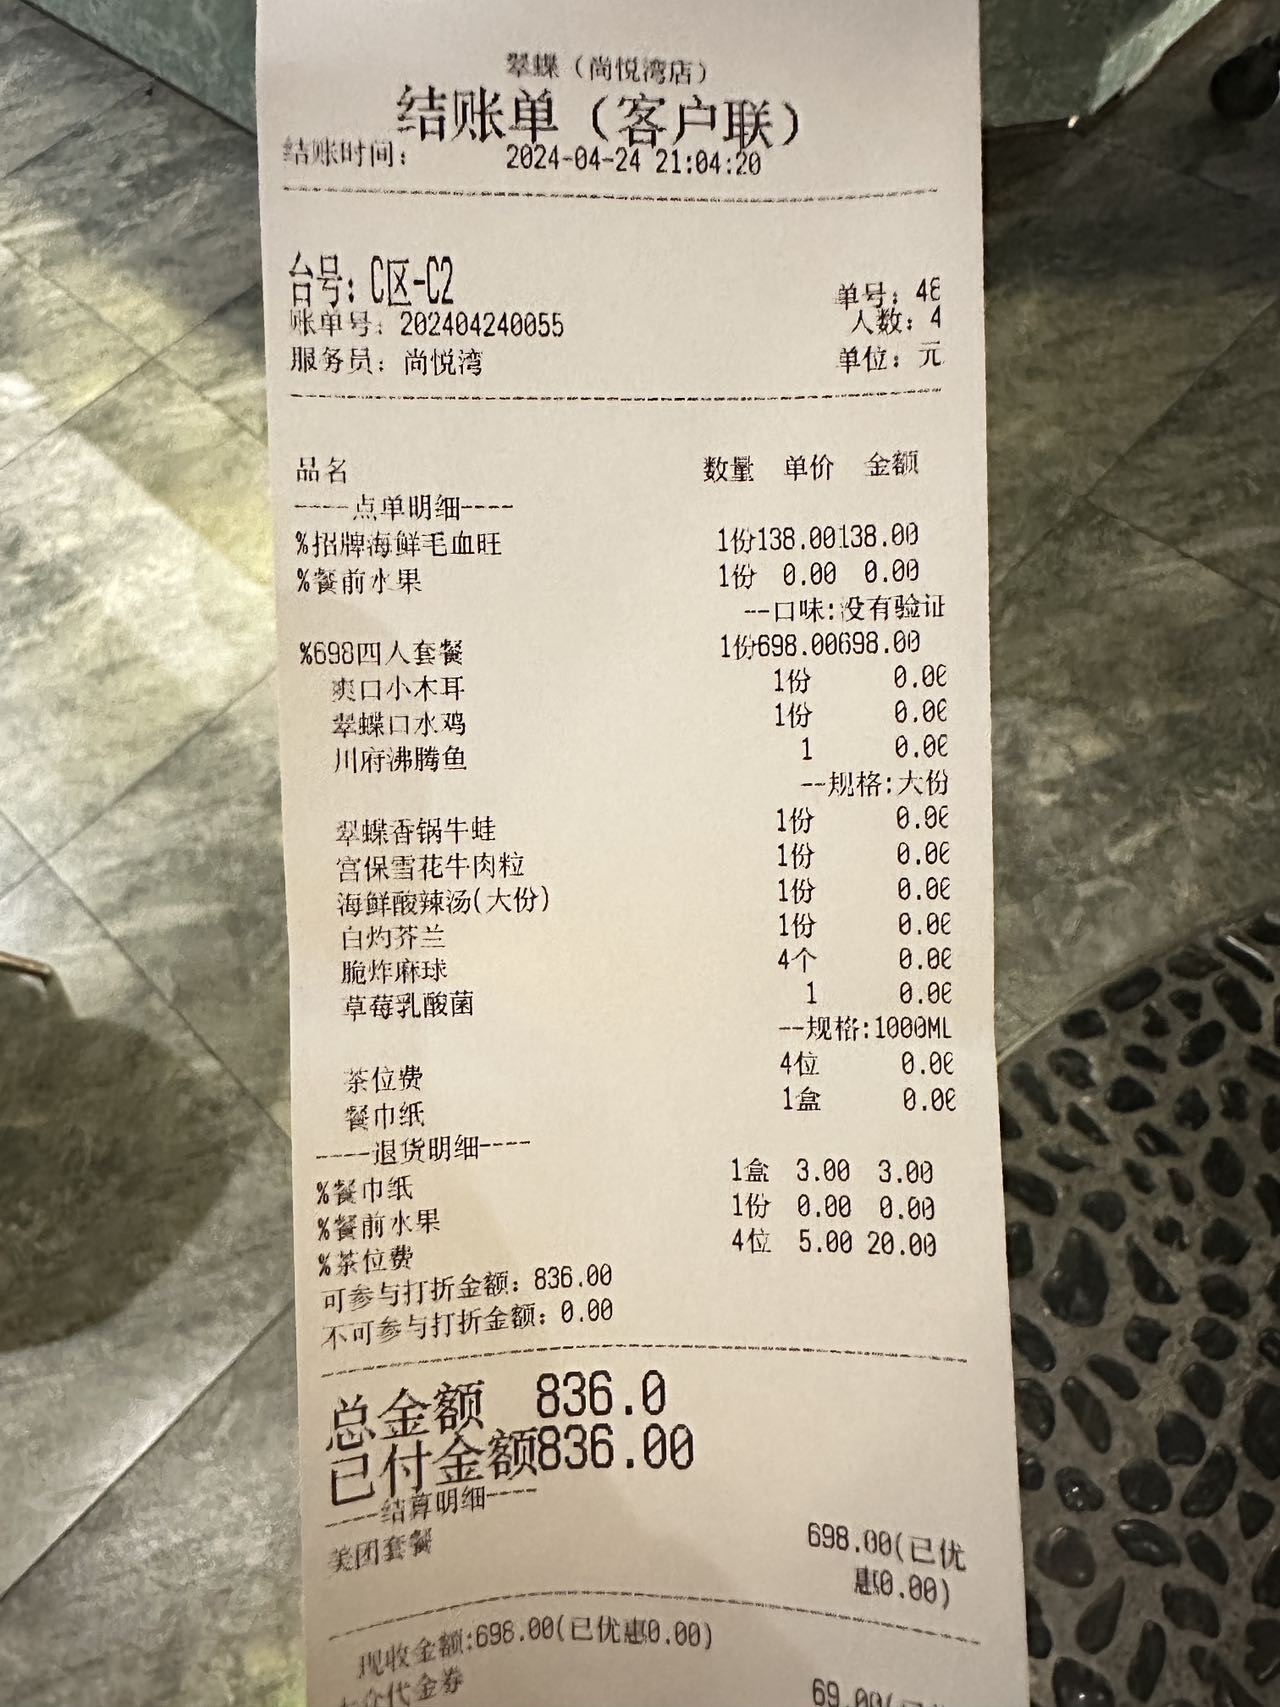 翠蝶（尚悦湾店）
结账单（客户联）
结账时间： 2024-04-24 21:04:20
台号：C区-C2
单号：48
账单号：202404240055 人数：4
服务员：尚悦湾 单位：元
品名 数量 单价 金额
----点单明细----
%招牌海鲜毛血旺 1份138.00138.00
%餐前水果 1份 0.00 0.00
--口味:没有验证
%698四人套餐 1份698.00698.00
爽口小木耳 1份 0.00
翠蝶口水鸡 1份 0.00
川府沸腾鱼 1 0.00
--规格:大份
翠蝶香锅牛蛙 1份 0.00
宫保雪花牛肉粒 1份 0.00
海鲜酸辣汤(大份) 1份 0.00
白灼芥兰 1份 0.00
脆炸麻球 4个 0.00
草莓乳酸菌 1 0.00
--规格:1000ML
茶位费 4位 0.00
餐巾纸 1盒 0.00
----退货明细----
%餐巾纸 1盒 3.00 3.00
%餐前水果 1份 0.00 0.00
%茶位费 4位 5.00 20.00
可参与打折金额：836.00
不可参与打折金额：0.00
总金额 836.0
已付金额836.00
----结算明细----
美团套餐 698.00(已优
惠0.00)
现收金额:698.00(已优惠0.00)
代金券 69.00(已